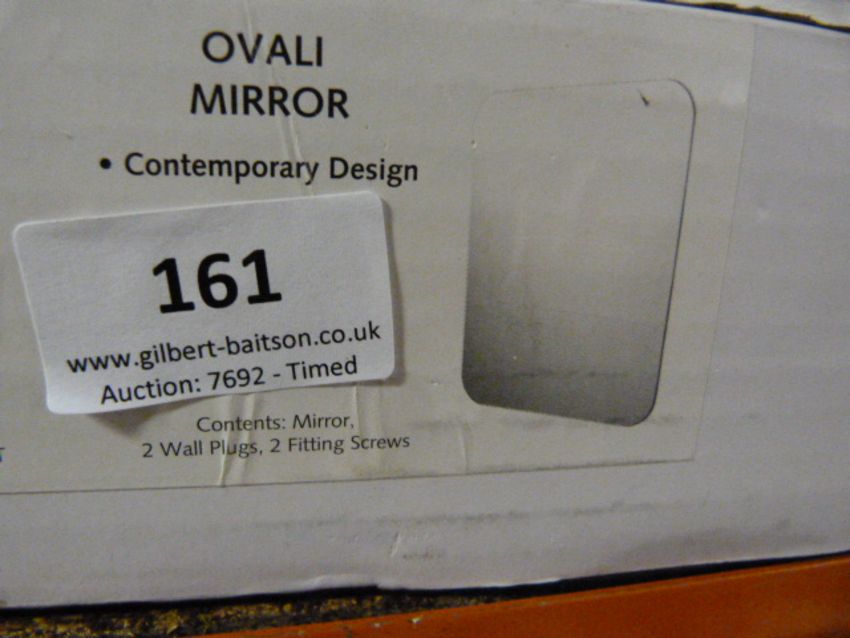 OVALI
MIRROR
• Contemporary Design
161
www.gilbert-baitson.co.uk
Auction: 7692 - Timed
Contents: Mirror,
2 Wall Plugs, 2 Fitting Screws